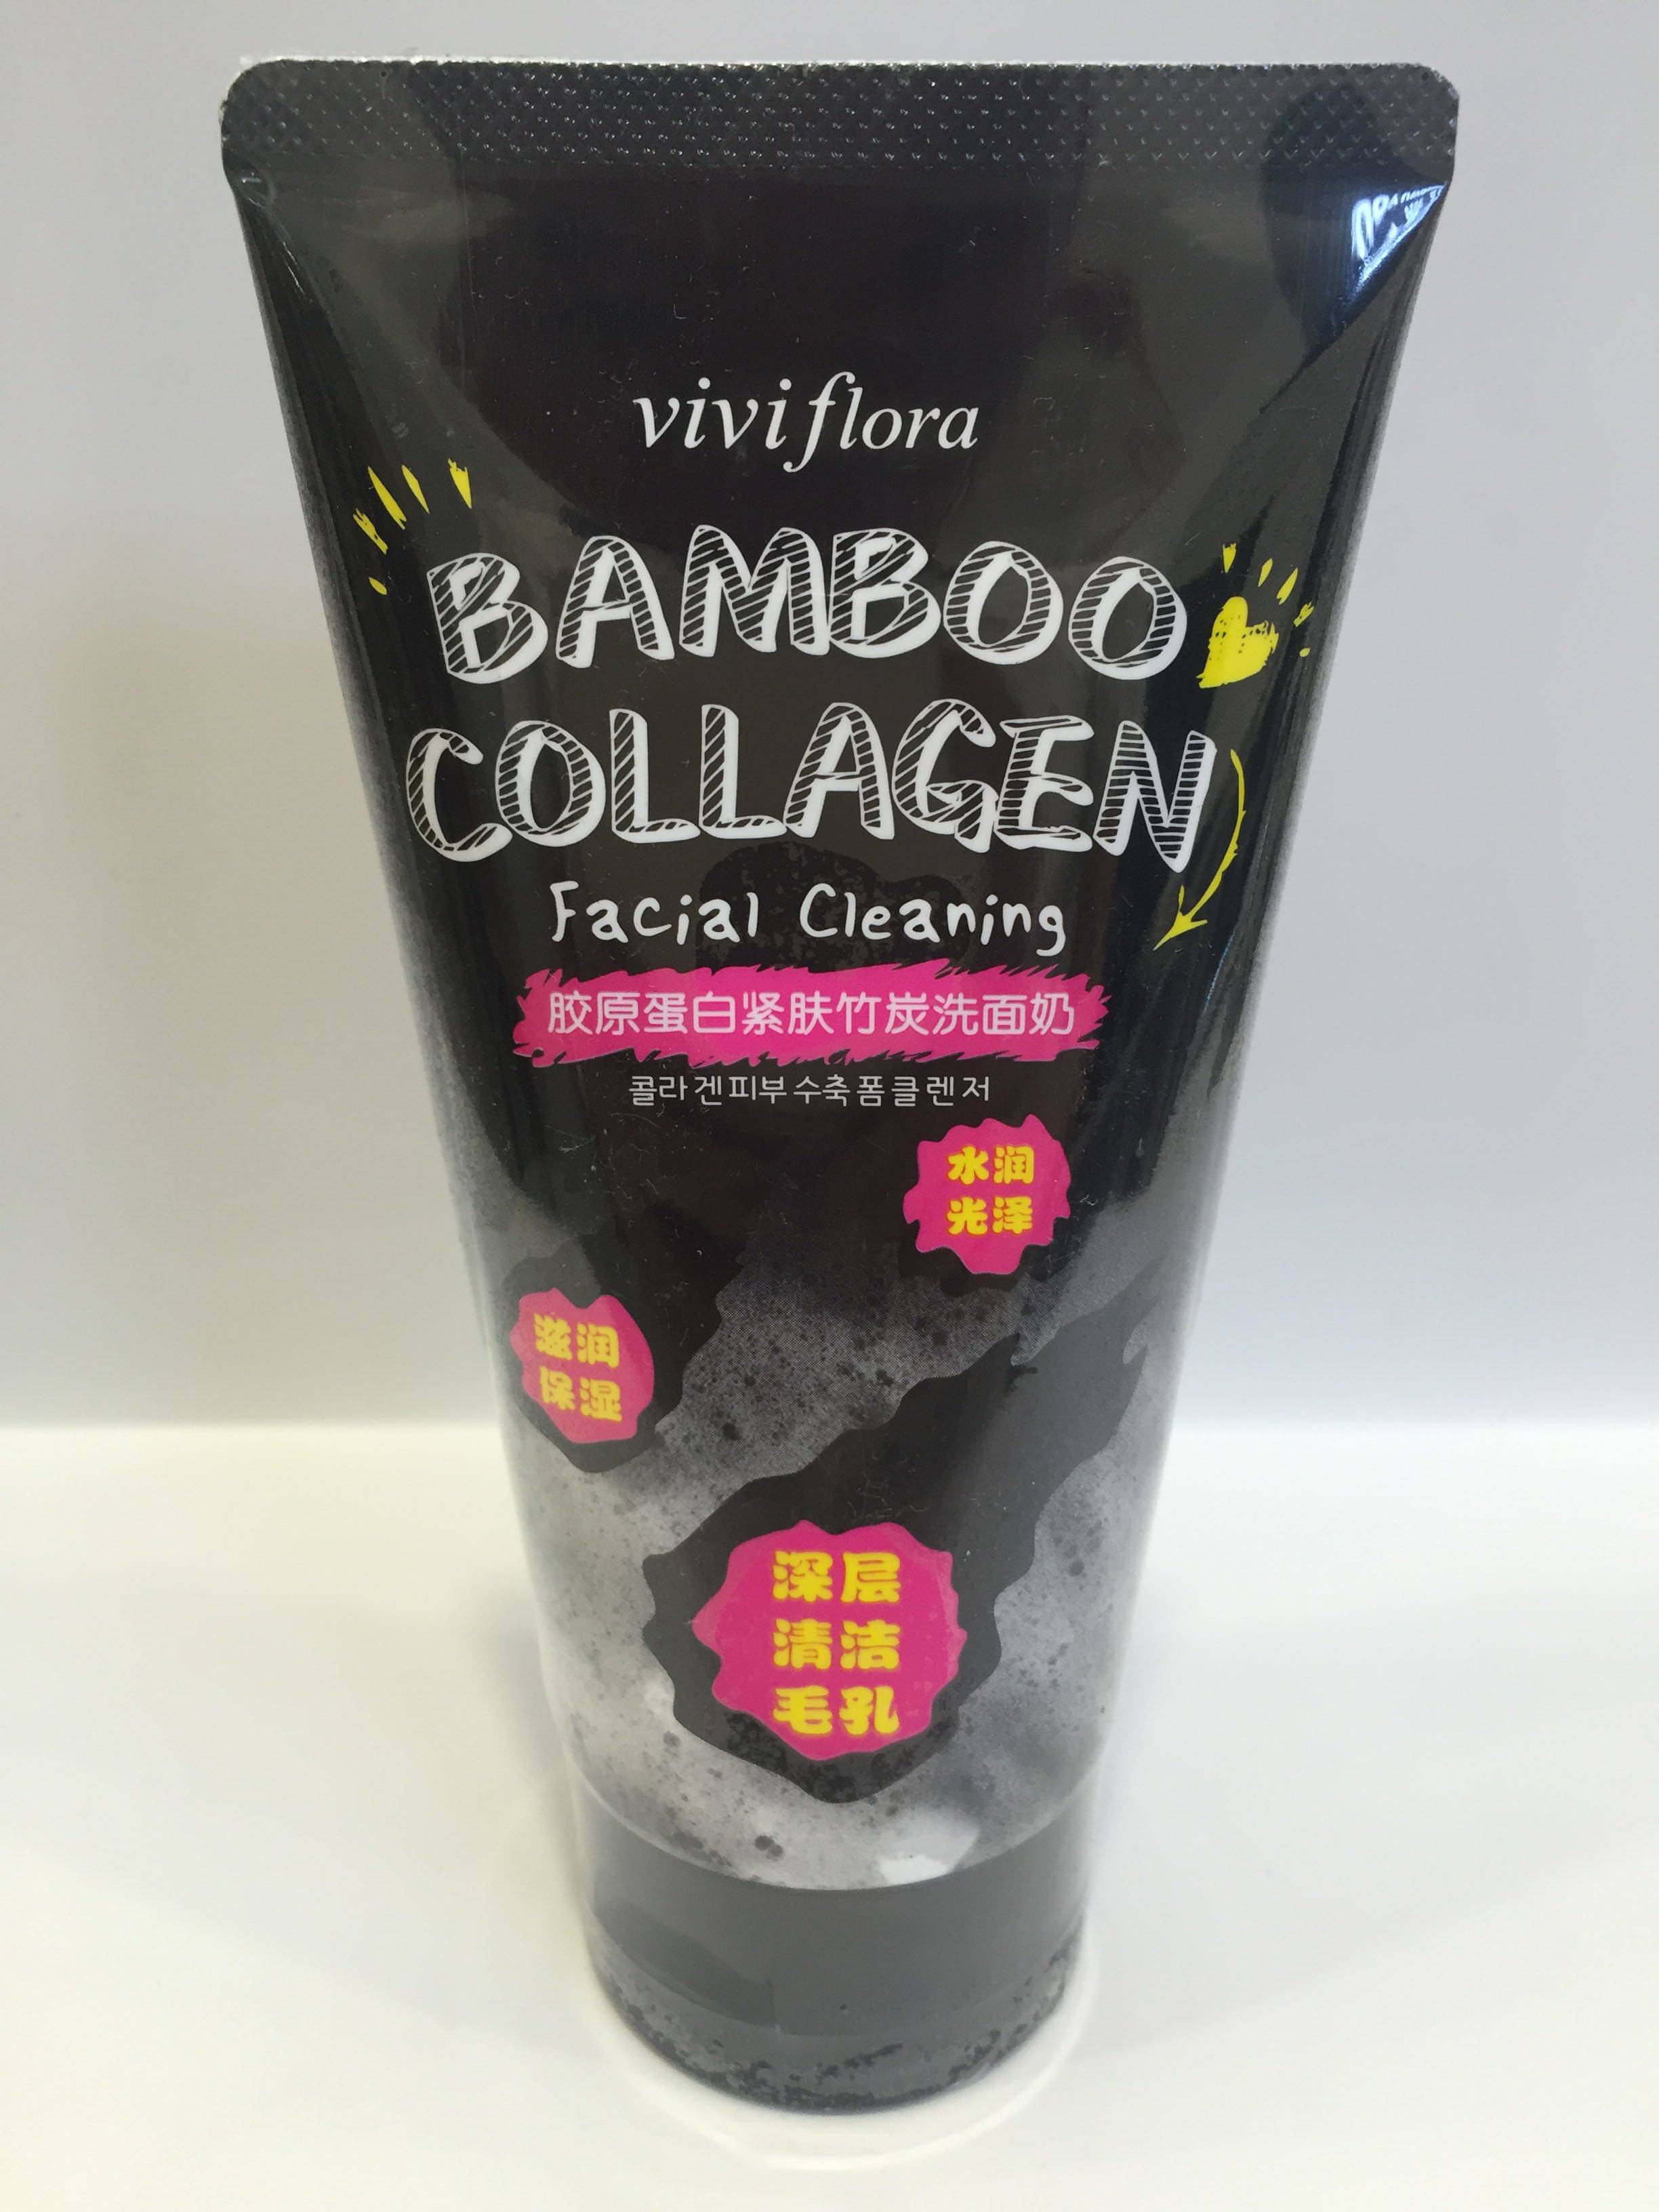 vivi flora
BAMBOO
COLLAGEN
Facial Cleaning
胶原蛋白紧肤竹炭洗面奶
콜라겐피부수축폼클렌저
水润
光泽
滋润
保湿
深层
清洁
毛孔